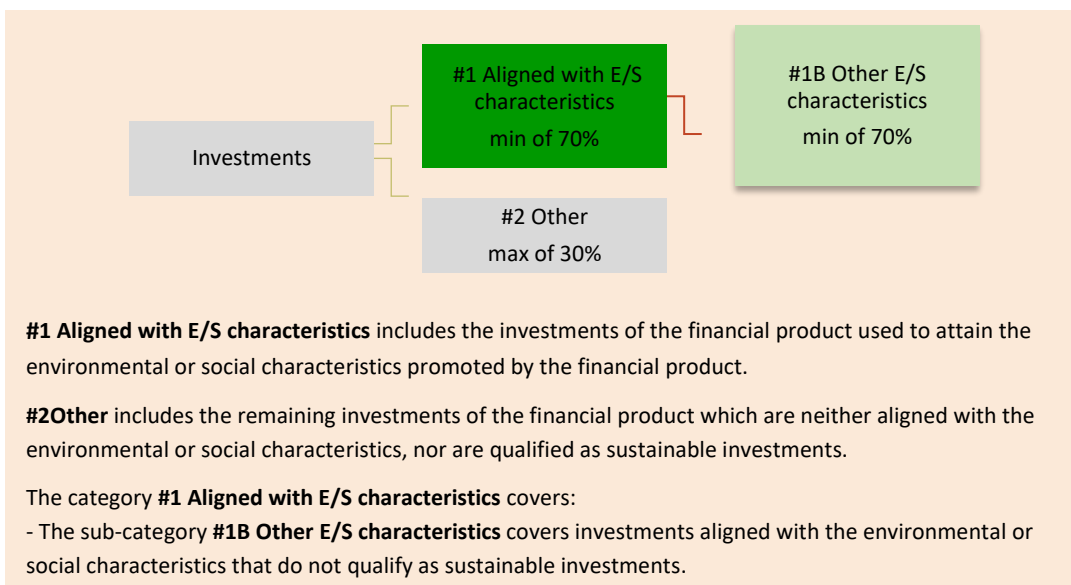 #1 Aligned with E/S
characteristics
min of 70%
#1B Other E/S
characteristics
min of 70%
Investments
#2 Other
max of 30%
#1 Aligned with E/S characteristics includes the investments of the financial product used to attain the
environmental or social characteristics promoted by the financial product.
#2Other includes the remaining investments of the financial product which are neither aligned with the
environmental or social characteristics, nor are qualified as sustainable investments.
The category #1 Aligned with E/S characteristics covers:
- The sub-category #1B Other E/S characteristics covers investments aligned with the environmental or
social characteristics that do not qualify as sustainable investments.